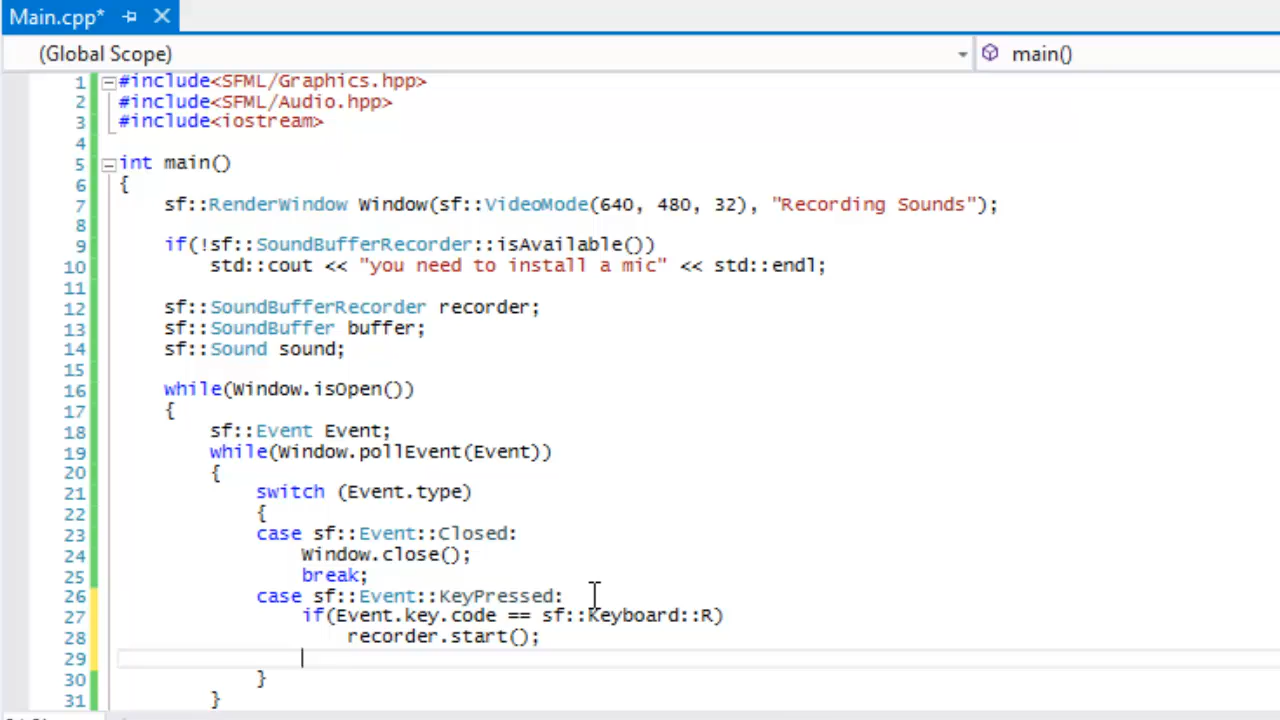 Main.cpp*
(Global Scope) main()
1 #include<SFML/Graphics.hpp>
2 #include<SFML/Audio.hpp>
3 #include<iostream>
4
5 int main()
6 {
7 sf::RenderWindow Window(sf::VideoMode(640, 480, 32), "Recording Sounds");
8
9 if(!sf::SoundBufferRecorder::isAvailable())
10 std::cout << "you need to install a mic" << std::endl;
11
12 sf::SoundBufferRecorder recorder;
13 sf::SoundBuffer buffer;
14 sf::Sound sound;
15
16 while(Window.isOpen())
17 {
18 sf::Event Event;
19 while(Window.pollEvent(Event))
20 {
21 switch (Event.type)
22 {
23 case sf::Event::Closed:
24 Window.close();
25 break;
26 case sf::Event::KeyPressed:
27 if(Event.key.code == sf::Keyboard::R)
28 recorder.start();
29
30 }
31 }